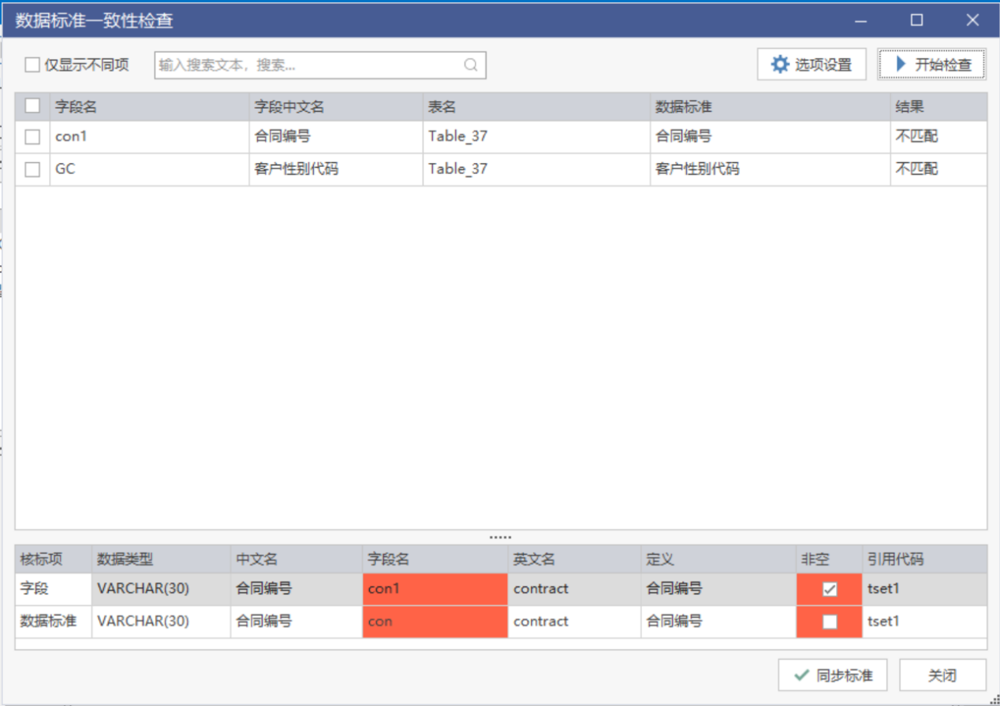 数据标准一致性检查
仅显示不同项 输入搜索文本，搜索... 选项设置 开始检查
字段名 字段中文名 表名 数据标准 结果
con1 合同编号 Table_37 合同编号 不匹配
GC 客户性别代码 Table_37 客户性别代码 不匹配
核标项 数据类型 中文名 字段名 英文名 定义 非空 引用代码
字段 VARCHAR(30) 合同编号 con1 contract 合同编号 tset1
数据标准 VARCHAR(30) 合同编号 con contract 合同编号 tset1
同步标准 关闭